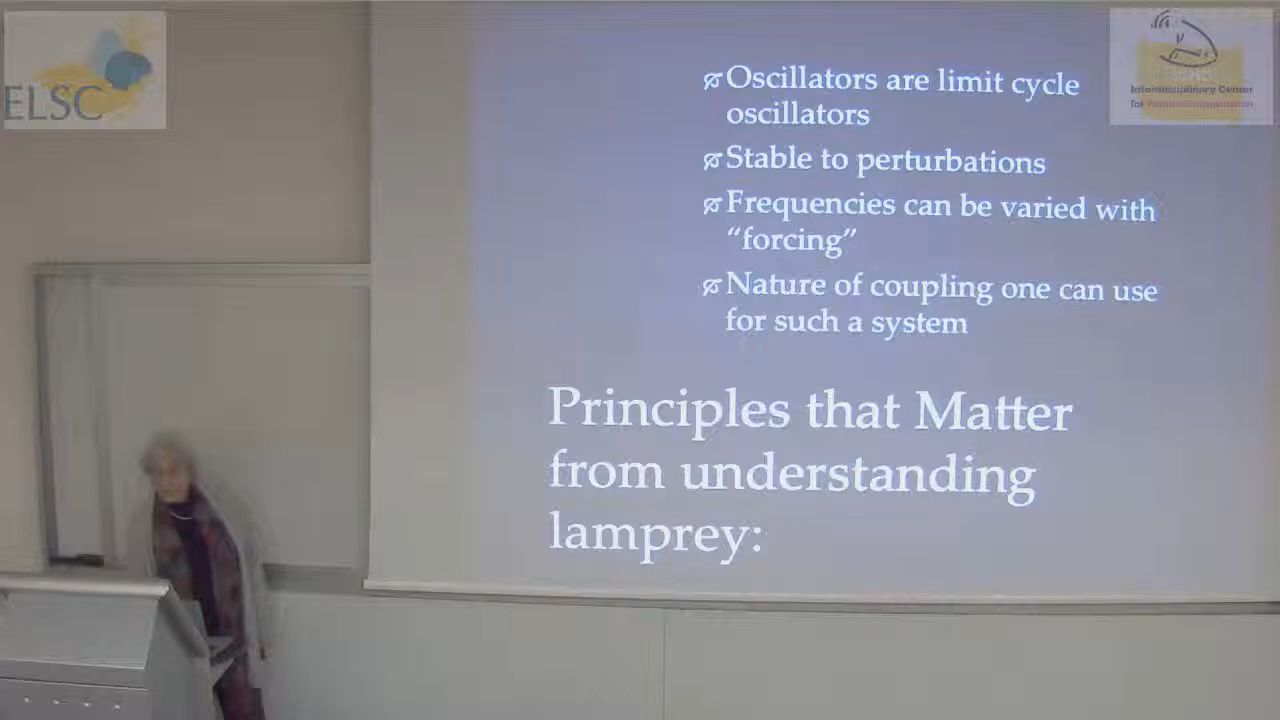 ELSC
Interdisciplinary Center
for
Oscillators are limit cycle
oscillators
Stable to perturbations
Frequencies can be varied with
“forcing”
Nature of coupling one can use
for such a system
Principles that Matter
from understanding
lamprey: